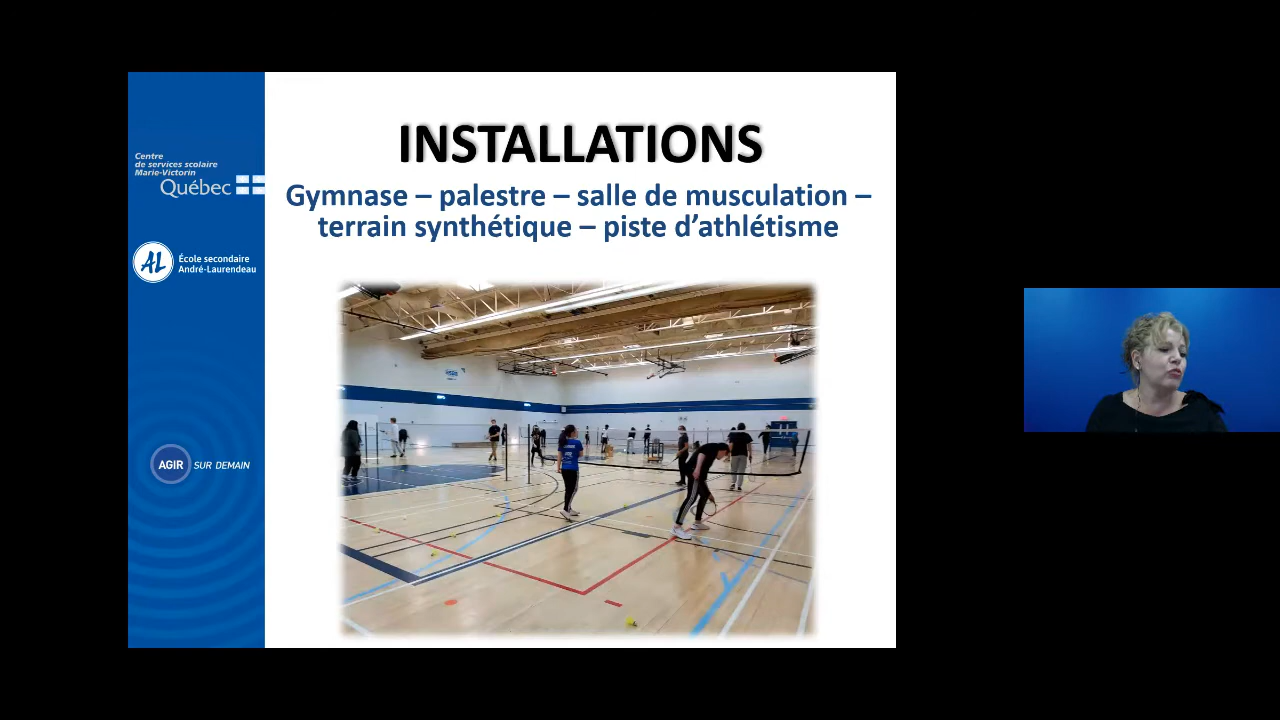 INSTALLATIONS
Gymnase – palestre – salle de musculation –
terrain synthétique – piste d’athlétisme
Centre
de services scolaire
Marie-Victorin
Québec
AL
École secondaire
André-Laurendeau
AGIR SUR DEMAIN